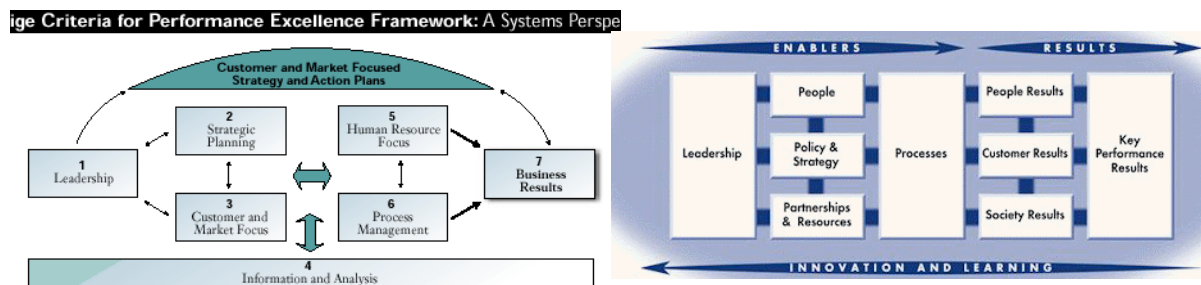 ige Criteria for Performance Excellence Framework: A Systems Perspe
Customer and Market Focused
Strategy and Action Plans
1
Leadership
2
Strategic
Planning
3
Customer and
Market Focus
5
Human Resource
Focus
6
Process
Management
7
Business
Results
4
Information and Analysis
ENABLERS
RESULTS
Leadership
People
Policy &
Strategy
Partnerships
& Resources
Processes
People Results
Customer Results
Society Results
Key
Performance
Results
INNOVATION AND LEARNING